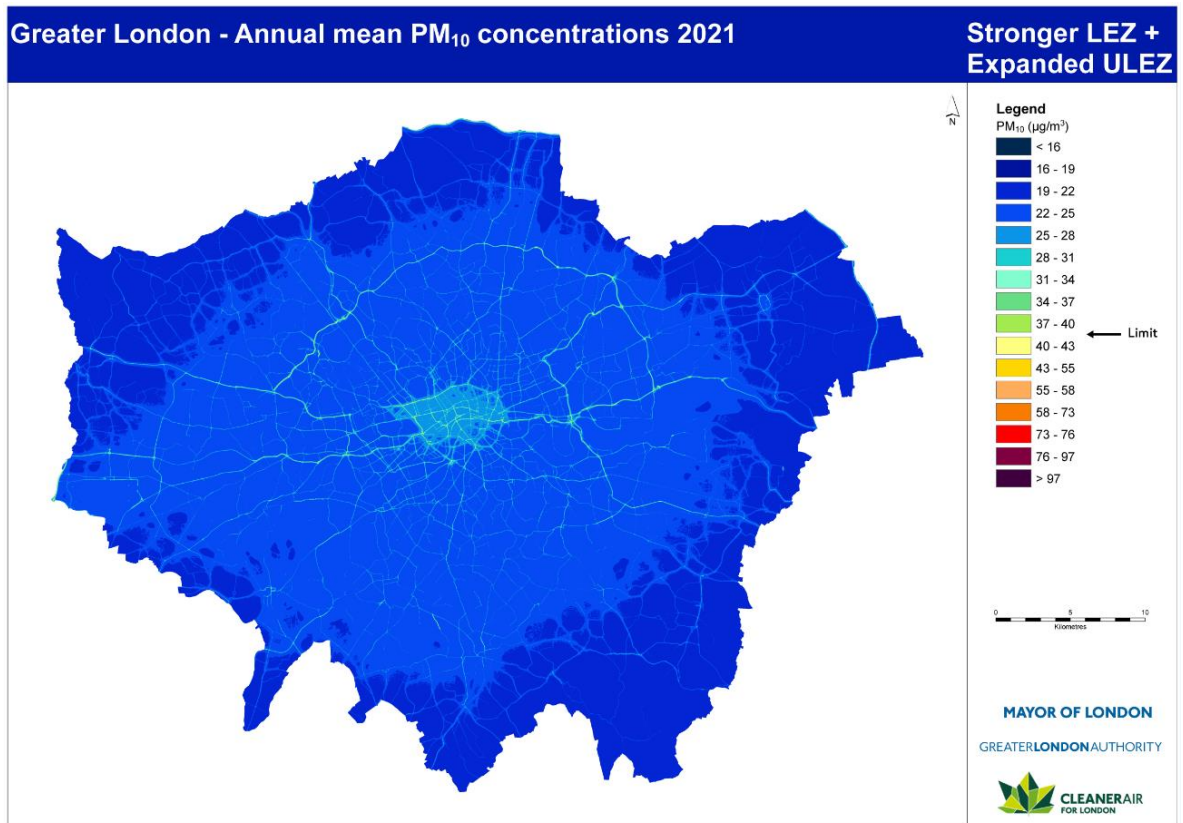 Greater London - Annual mean PM₁₀ concentrations 2021
Stronger LEZ +
Expanded ULEZ
N
Legend
PM₁₀ (µg/m³)
< 16
16 - 19
19 - 22
22 - 25
25 - 28
28 - 31
31 - 34
34 - 37
37 - 40
Limit
40 - 43
43 - 55
55 - 58
58 - 73
73 - 76
76 - 97
> 97
0 5 10
Kilometres
MAYOR OF LONDON
GREATERLONDONAUTHORITY
CLEANERAIR
FOR LONDON